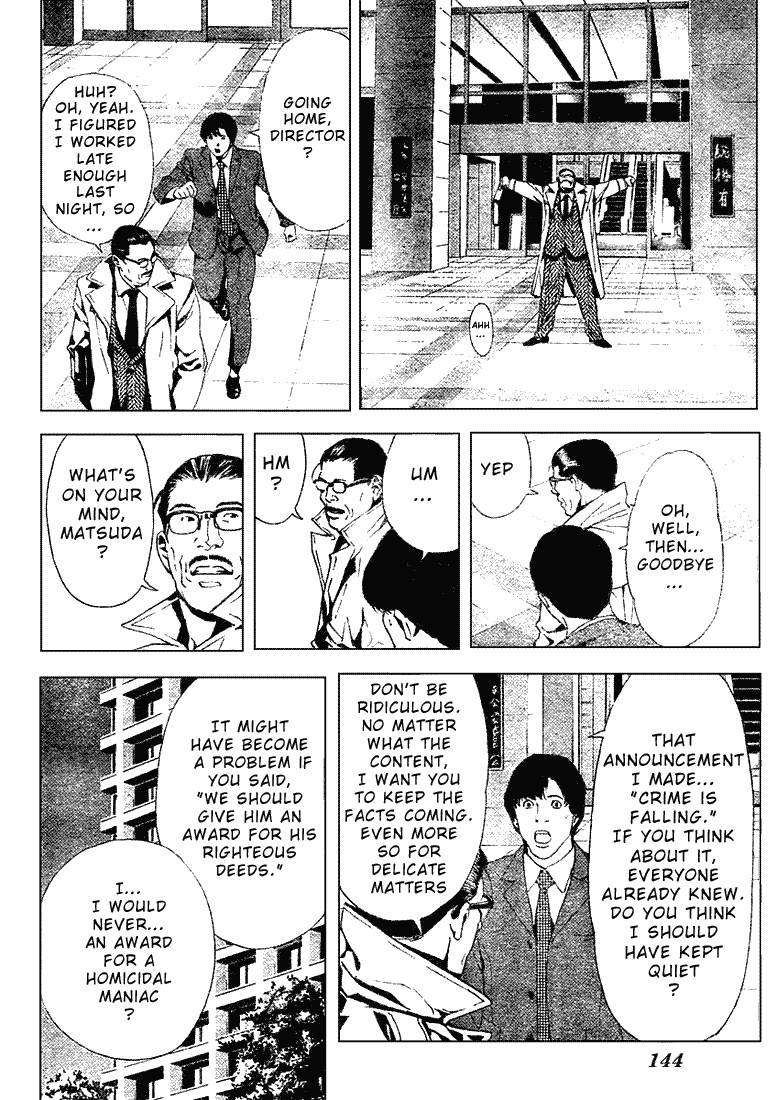 AHH
...
GOING
HOME,
DIRECTOR
?
HUH?
OH, YEAH.
I FIGURED
I WORKED
LATE
ENOUGH
LAST
NIGHT, SO
...
OH,
WELL,
THEN...
GOODBYE
...
YEP
UM
...
HM
?
WHAT'S
ON YOUR
MIND,
MATSUDA
?
THAT
ANNOUNCEMENT
I MADE...
"CRIME IS
FALLING."
IF YOU THINK
ABOUT IT,
EVERYONE
ALREADY KNEW.
DO YOU THINK
I SHOULD
HAVE KEPT
QUIET
?
DON'T BE
RIDICULOUS.
NO MATTER
WHAT THE
CONTENT,
I WANT YOU
TO KEEP THE
FACTS COMING.
EVEN MORE
SO FOR
DELICATE
MATTERS
IT MIGHT
HAVE BECOME
A PROBLEM IF
YOU SAID,
"WE SHOULD
GIVE HIM AN
AWARD FOR HIS
RIGHTEOUS
DEEDS."
I...
I WOULD
NEVER...
AN AWARD
FOR A
HOMICIDAL
MANIAC
?
144